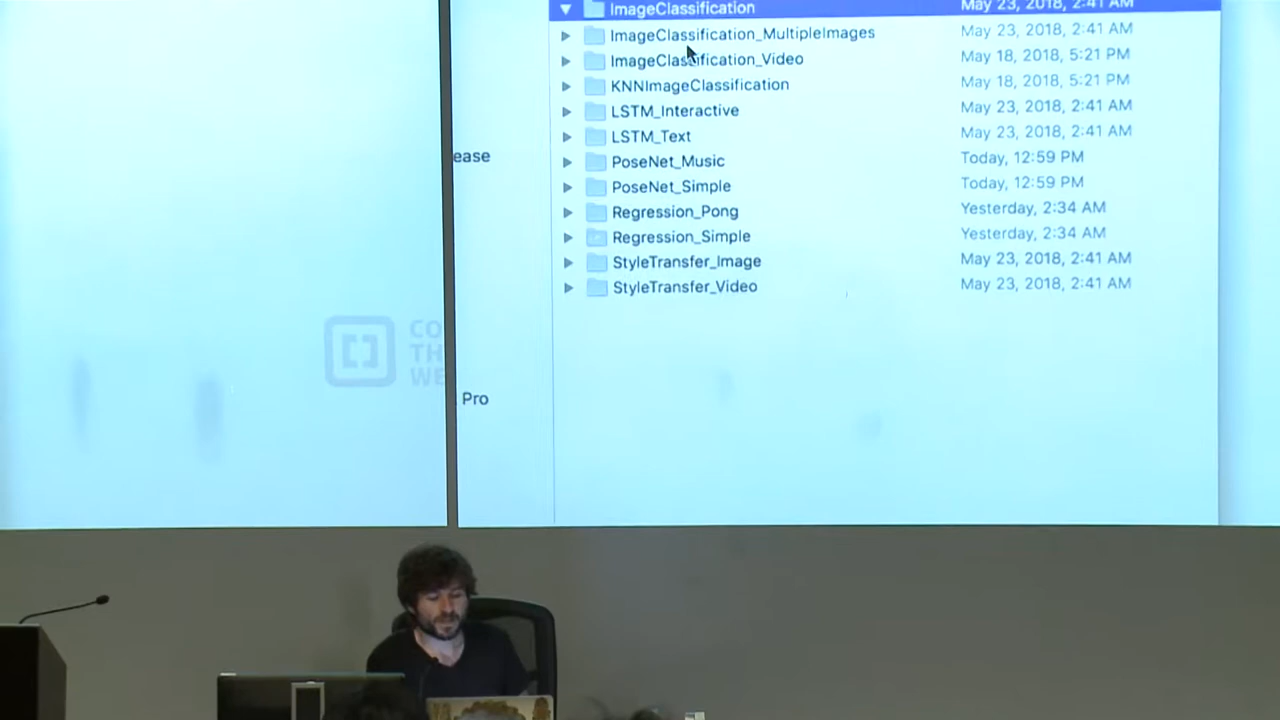 ImageClassification May 23, 2018, 2:41 AM
ImageClassification_MultipleImages May 23, 2018, 2:41 AM
ImageClassification_Video May 18, 2018, 5:21 PM
KNNImageClassification May 18, 2018, 5:21 PM
LSTM_Interactive May 23, 2018, 2:41 AM
LSTM_Text May 23, 2018, 2:41 AM
ease
PoseNet_Music Today, 12:59 PM
PoseNet_Simple Today, 12:59 PM
Regression_Pong Yesterday, 2:34 AM
Regression_Simple Yesterday, 2:34 AM
StyleTransfer_Image May 23, 2018, 2:41 AM
StyleTransfer_Video May 23, 2018, 2:41 AM
CO
TH
WE
Pro